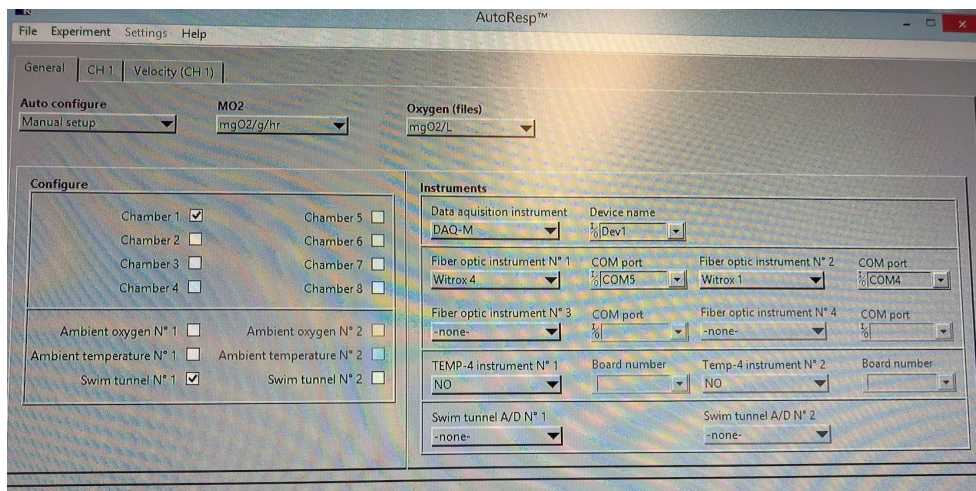 AutoResp™
File Experiment Settings Help
General CH 1 Velocity (CH 1)
Auto configure MO2 Oxygen (files)
Manual setup mgO2/g/hr mgO2/L
Configure
Chamber 1 Chamber 5
Chamber 2 Chamber 6
Chamber 3 Chamber 7
Chamber 4 Chamber 8
Ambient oxygen N° 1 Ambient oxygen N° 2
Ambient temperature N° 1 Ambient temperature N° 2
Swim tunnel N° 1 Swim tunnel N° 2
Instruments
Data aquisition instrument Device name
DAQ-M Dev1
Fiber optic instrument N° 1 COM port Fiber optic instrument N° 2 COM port
Witrox 4 COM5 Witrox 1 COM4
Fiber optic instrument N° 3 COM port Fiber optic instrument N° 4 COM port
-none- -none-
TEMP-4 instrument N° 1 Board number Temp-4 instrument N° 2 Board number
NO NO
Swim tunnel A/D N° 1 Swim tunnel A/D N° 2
-none- -none-